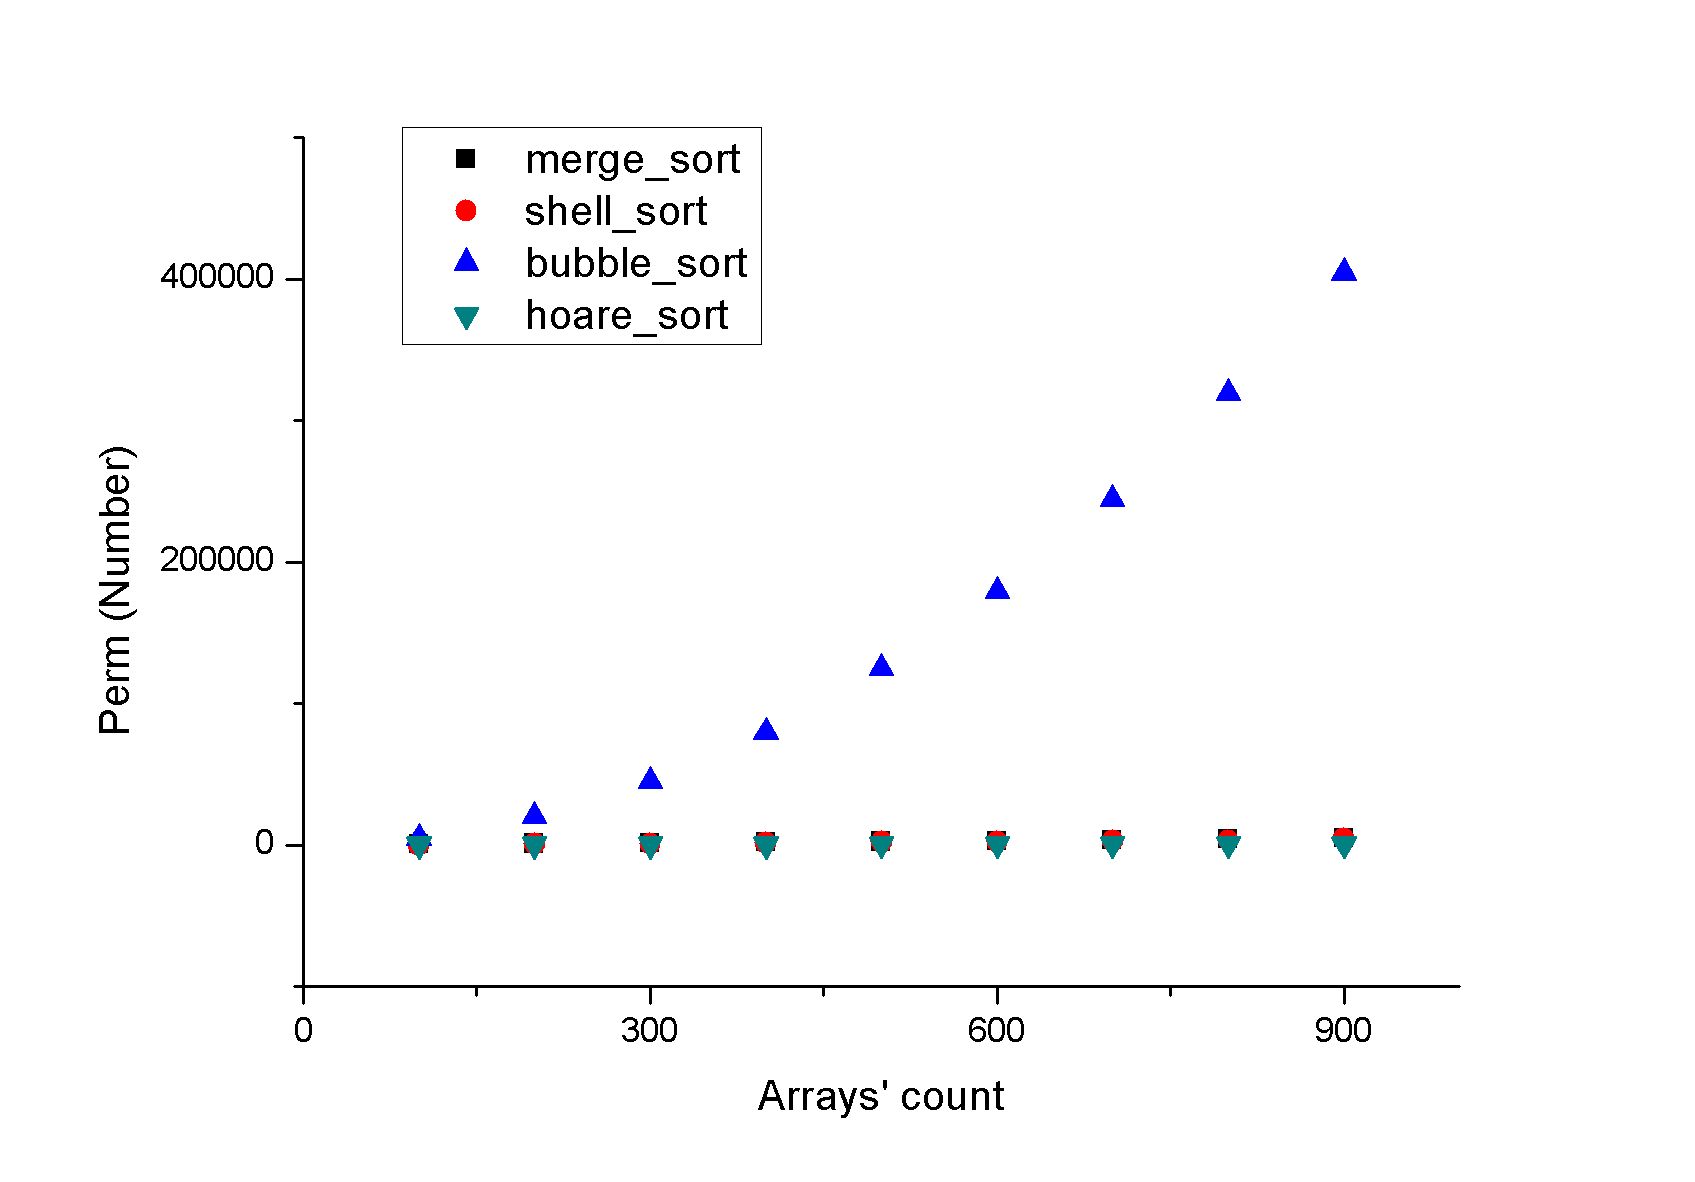 merge_sort
shell_sort
bubble_sort
hoare_sort
400000
200000
0
Perm (Number)
0
300
600
900
Arrays' count